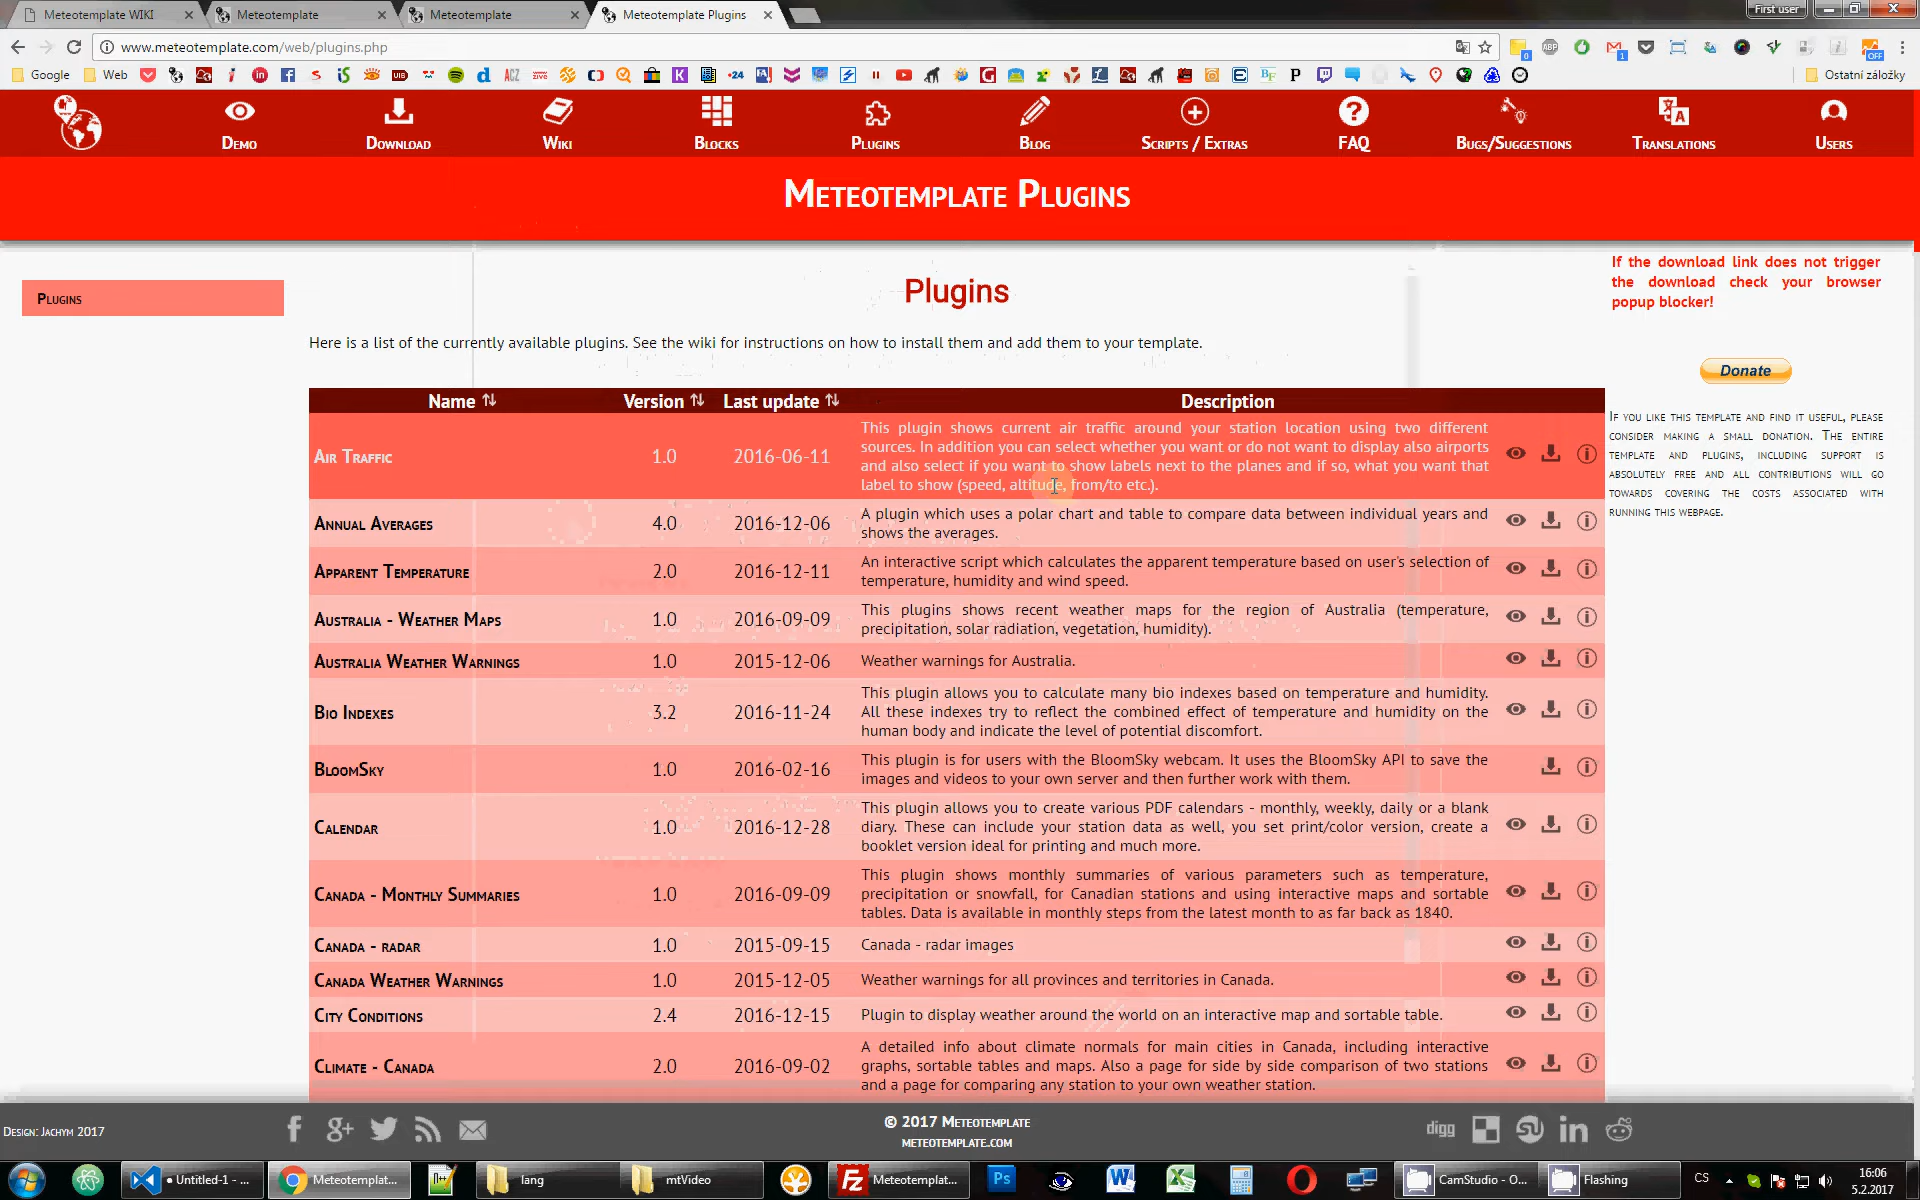 Meteotemplate WIKI
Meteotemplate
Meteotemplate
Meteotemplate Plugins
First user
www.meteotemplate.com/web/plugins.php
Google
Web
Ostatní záložky
Demo
Download
Wiki
Blocks
Plugins
Blog
Scripts / Extras
FAQ
Bugs/Suggestions
Translations
Users
Meteotemplate Plugins
Plugins
Plugins
Here is a list of the currently available plugins. See the wiki for instructions on how to install them and add them to your template.
If the download link does not trigger
the download check your browser
popup blocker!
Donate
If you like this template and find it useful, please
consider making a small donation. The entire
template and plugins, including support is
absolutely free and all contributions will go
towards covering the costs associated with
running this webpage.
Name Version Last update Description
Air Traffic 1.0 2016-06-11
This plugin shows current air traffic around your station location using two different
sources. In addition you can select whether you want or do not want to display also airports
and also select if you want to show labels next to the planes and if so, what you want that
label to show (speed, altitude, from/to etc.).
Annual Averages 4.0 2016-12-06
A plugin which uses a polar chart and table to compare data between individual years and
shows the averages.
Apparent Temperature 2.0 2016-12-11
An interactive script which calculates the apparent temperature based on user's selection of
temperature, humidity and wind speed.
Australia - Weather Maps 1.0 2016-09-09
This plugins shows recent weather maps for the region of Australia (temperature,
precipitation, solar radiation, vegetation, humidity).
Australia Weather Warnings 1.0 2015-12-06 Weather warnings for Australia.
Bio Indexes 3.2 2016-11-24
This plugin allows you to calculate many bio indexes based on temperature and humidity.
All these indexes try to reflect the combined effect of temperature and humidity on the
human body and indicate the level of potential discomfort.
BloomSky 1.0 2016-02-16
This plugin is for users with the BloomSky webcam. It uses the BloomSky API to save the
images and videos to your own server and then further work with them.
Calendar 1.0 2016-12-28
This plugin allows you to create various PDF calendars - monthly, weekly, daily or a blank
diary. These can include your station data as well, you set print/color version, create a
booklet version ideal for printing and much more.
Canada - Monthly Summaries 1.0 2016-09-09
This plugin shows monthly summaries of various parameters such as temperature,
precipitation or snowfall, for Canadian stations and using interactive maps and sortable
tables. Data is available in monthly steps from the latest month to as far back as 1840.
Canada - radar 1.0 2015-09-15 Canada - radar images
Canada Weather Warnings 1.0 2015-12-05 Weather warnings for all provinces and territories in Canada.
City Conditions 2.4 2016-12-15 Plugin to display weather around the world on an interactive map and sortable table.
Climate - Canada 2.0 2016-09-02
A detailed info about climate normals for main cities in Canada, including interactive
graphs, sortable tables and maps. Also a page for side by side comparison of two stations
and a page for comparing any station to your own weather station.
Design: Jachym 2017
© 2017 Meteotemplate
meteotemplate.com
digg
Untitled-1 - ...
Meteotemplat...
lang
mtVideo
Meteotemplat...
CamStudio - O...
Flashing
CS
16:06
5.2.2017